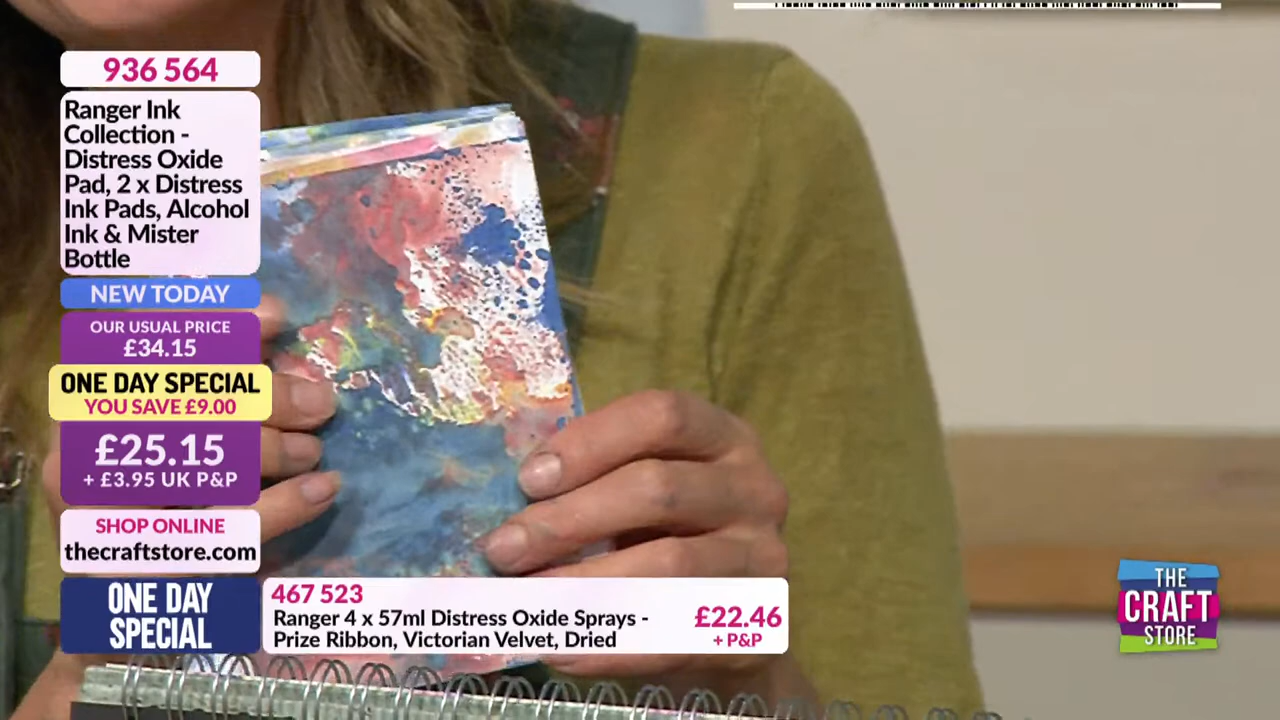 936 564
Ranger Ink
Collection -
Distress Oxide
Pad, 2 x Distress
Ink Pads, Alcohol
Ink & Mister
Bottle
NEW TODAY
OUR USUAL PRICE
£34.15
ONE DAY SPECIAL
YOU SAVE £9.00
£25.15
+ £3.95 UK P&P
SHOP ONLINE
thecraftstore.com
ONE DAY
SPECIAL
467 523
Ranger 4 x 57ml Distress Oxide Sprays -
Prize Ribbon, Victorian Velvet, Dried
£22.46
+ P&P
THE
CRAFT
STORE